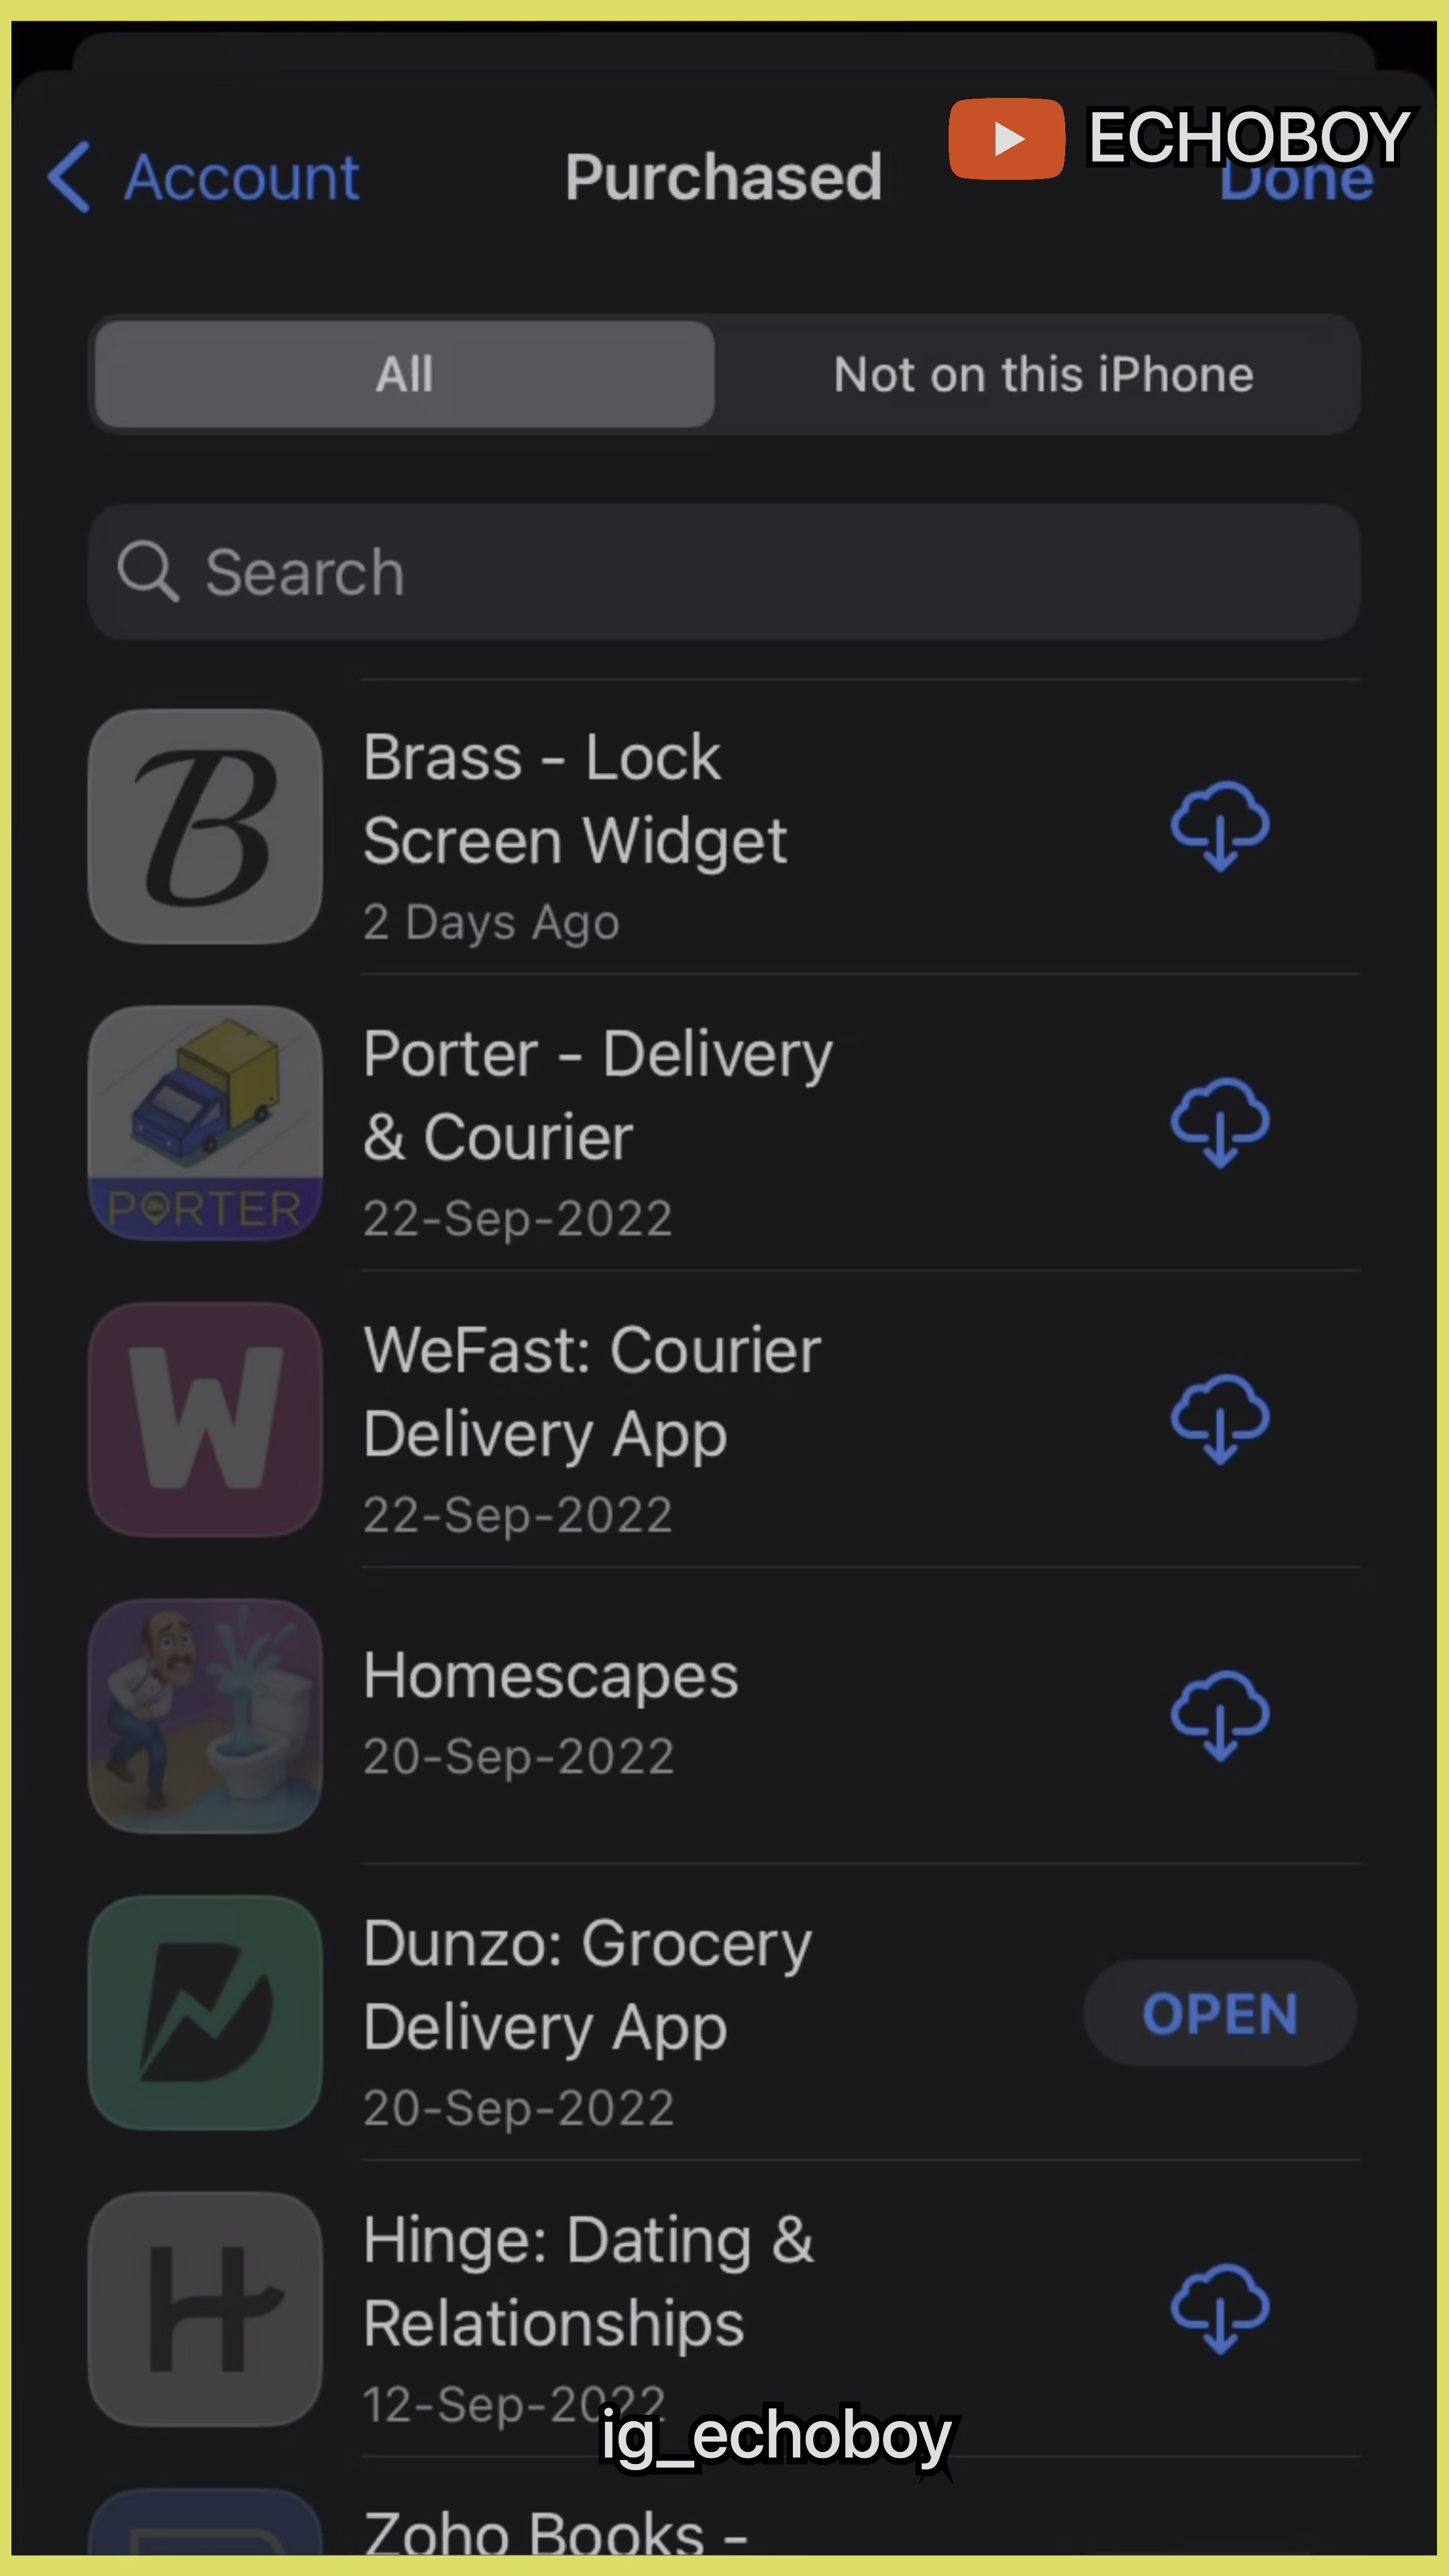 ECHOBOY
Account
Purchased
Done
All
Not on this iPhone
Search
B
Brass - Lock
Screen Widget
2 Days Ago
PORTER
Porter - Delivery
& Courier
22-Sep-2022
W
WeFast: Courier
Delivery App
22-Sep-2022
Homescapes
20-Sep-2022
Dunzo: Grocery
Delivery App
20-Sep-2022
OPEN
H
Hinge: Dating &
Relationships
12-Sep-2022
ig_echoboy
Zoho Books -